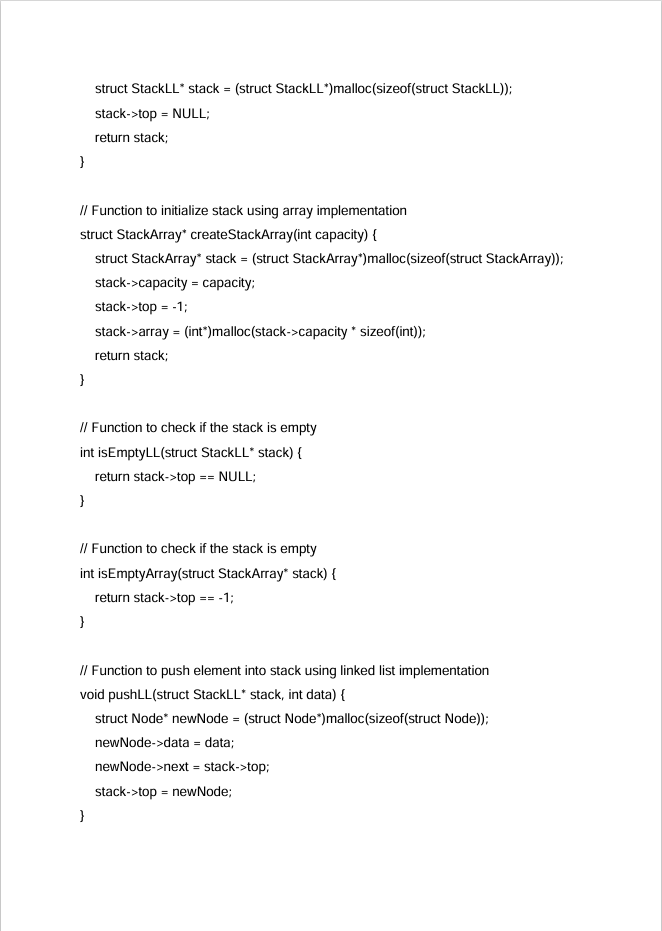 struct StackLL* stack = (struct StackLL*)malloc(sizeof(struct StackLL));
stack->top = NULL;
return stack;
}
// Function to initialize stack using array implementation
struct StackArray* createStackArray(int capacity) {
struct StackArray* stack = (struct StackArray*)malloc(sizeof(struct StackArray));
stack->capacity = capacity;
stack->top = -1;
stack->array = (int*)malloc(stack->capacity * sizeof(int));
return stack;
}
// Function to check if the stack is empty
int isEmptyLL(struct StackLL* stack) {
return stack->top == NULL;
}
// Function to check if the stack is empty
int isEmptyArray(struct StackArray* stack) {
return stack->top == -1;
}
// Function to push element into stack using linked list implementation
void pushLL(struct StackLL* stack, int data) {
struct Node* newNode = (struct Node*)malloc(sizeof(struct Node));
newNode->data = data;
newNode->next = stack->top;
stack->top = newNode;
}